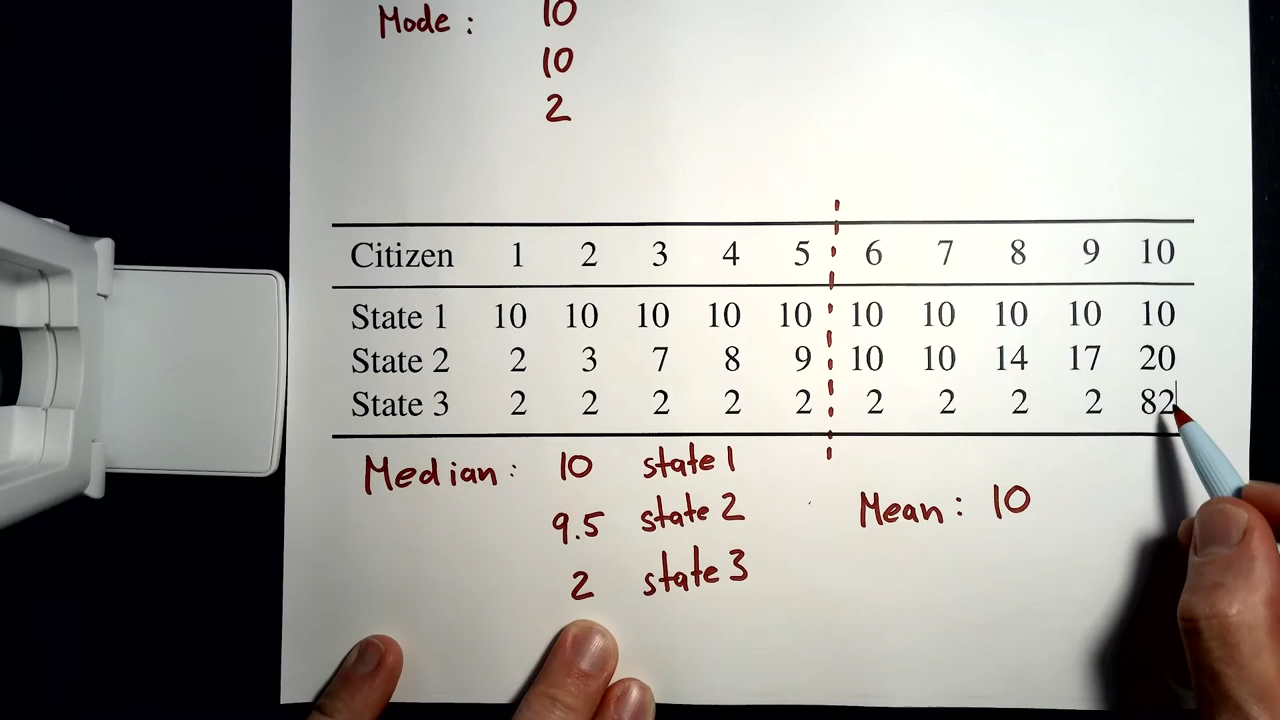 Mode : 10
10
2
Citizen 1 2 3 4 5 6 7 8 9 10
State 1 10 10 10 10 10 10 10 10 10 10
State 2 2 3 7 8 9 10 10 14 17 20
State 3 2 2 2 2 2 2 2 2 2 82
Median : 10 state 1
9.5 state 2
2 state 3
Mean : 10